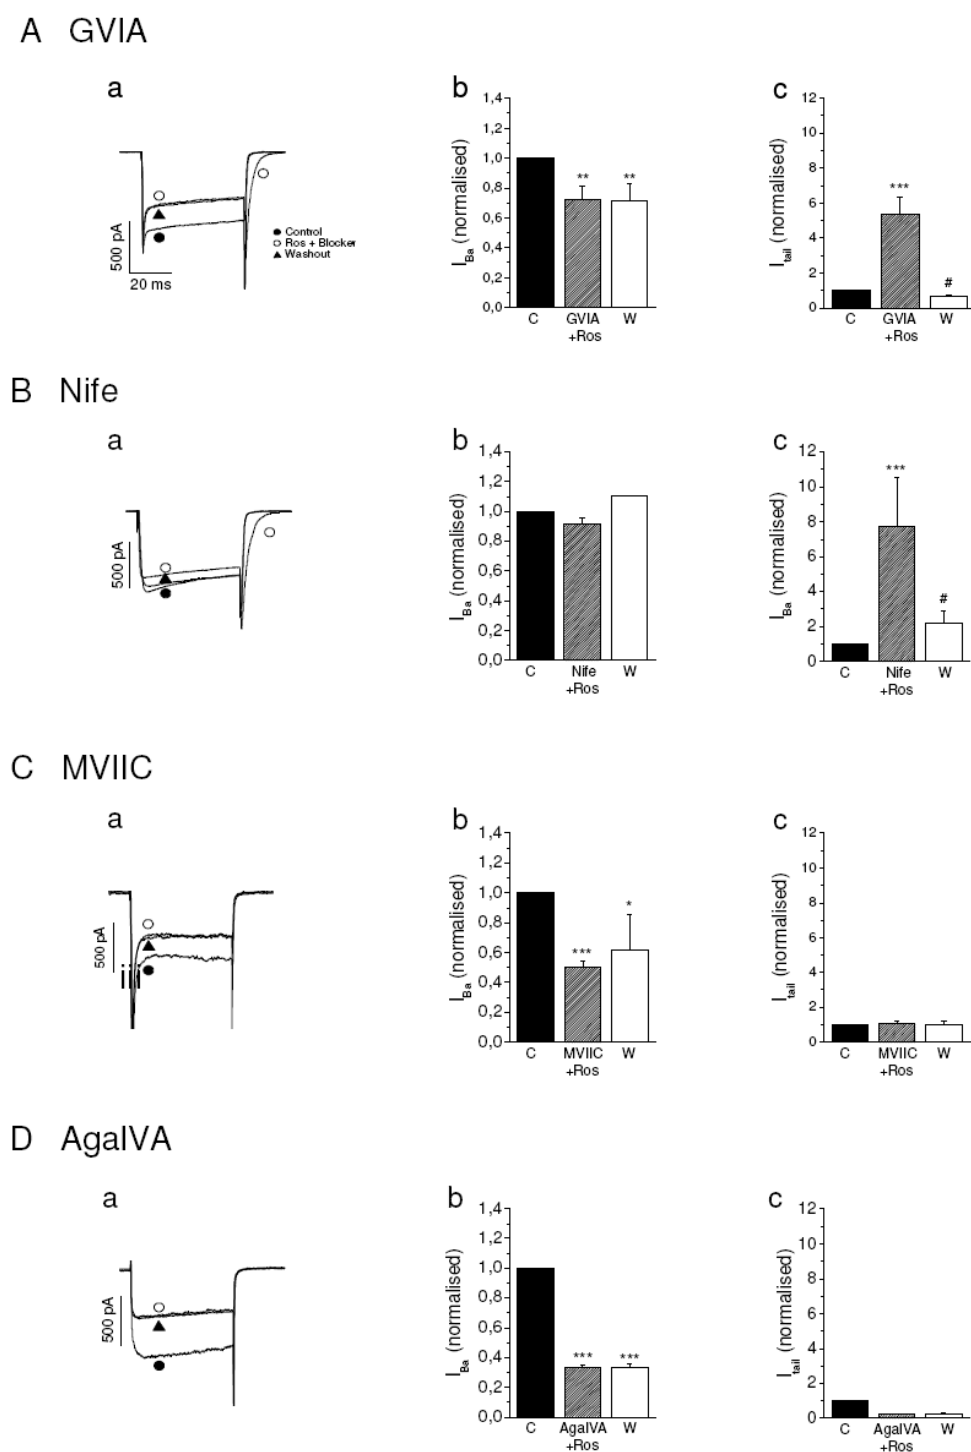 A GVIA
a
500 pA
20 ms
Control
Ros + Blocker
Washout
b
I_Ba (normalised)
1,4
1,2
1,0
0,8
0,6
0,4
0,2
0,0
**
**
C
GVIA
+Ros
W
c
I_tail (normalised)
12
10
8
6
4
2
0
***
#
C
GVIA
+Ros
W
B Nife
a
500 pA
b
I_Ba (normalised)
1,4
1,2
1,0
0,8
0,6
0,4
0,2
0,0
C
Nife
+Ros
W
c
I_Ba (normalised)
12
10
8
6
4
2
0
***
#
C
Nife
+Ros
W
C MVIIC
a
500 pA
iii
b
I_Ba (normalised)
1,4
1,2
1,0
0,8
0,6
0,4
0,2
0,0
***
*
C
MVIIC
+Ros
W
c
I_tail (normalised)
12
10
8
6
4
2
0
C
MVIIC
+Ros
W
D AgaIVA
a
500 pA
b
I_Ba (normalised)
1,4
1,2
1,0
0,8
0,6
0,4
0,2
0,0
***
***
C
AgaIVA
+Ros
W
c
I_tail (normalised)
12
10
8
6
4
2
0
C
AgaIVA
+Ros
W